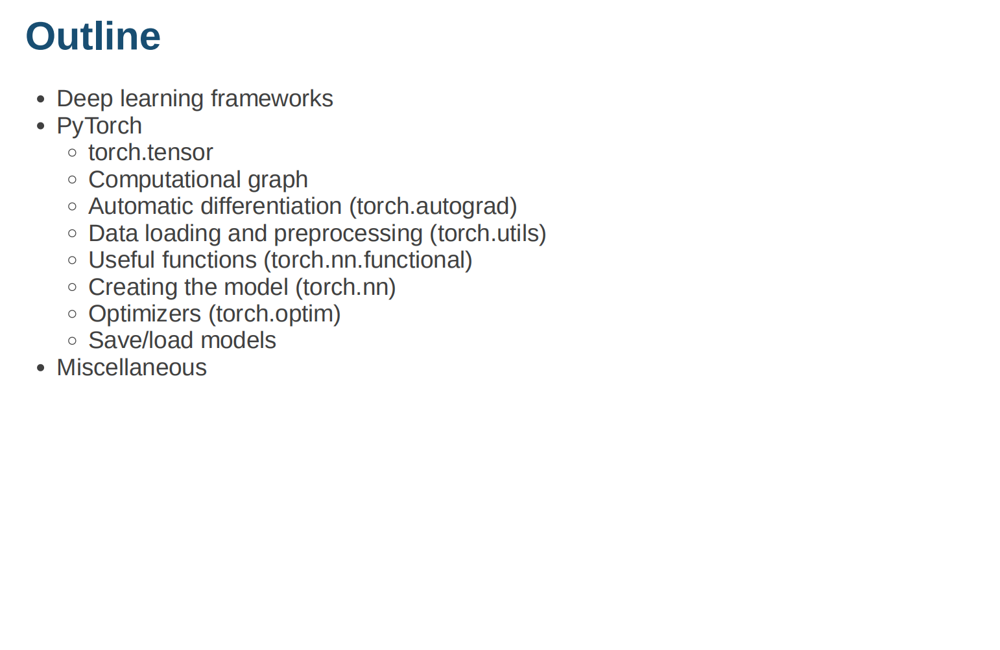 Outline
Deep learning frameworks
PyTorch
torch.tensor
Computational graph
Automatic differentiation (torch.autograd)
Data loading and preprocessing (torch.utils)
Useful functions (torch.nn.functional)
Creating the model (torch.nn)
Optimizers (torch.optim)
Save/load models
Miscellaneous